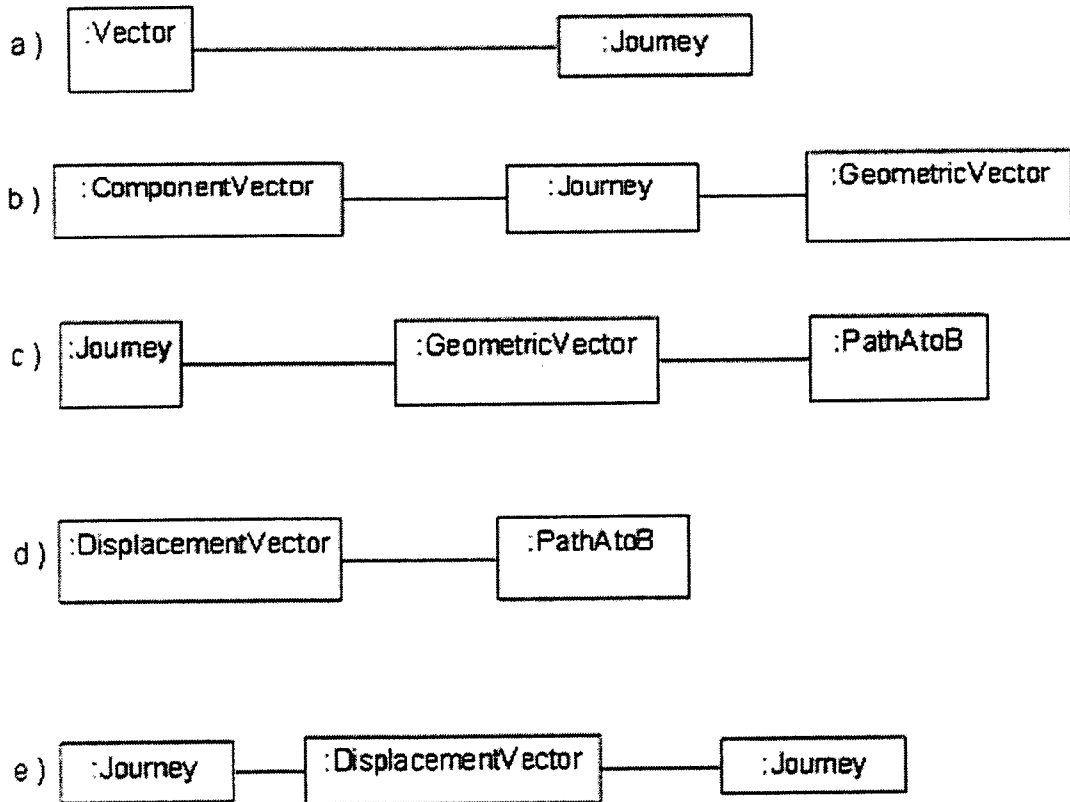 a) :Vector :Journey
b) :ComponentVector :Journey :GeometricVector
c) :Journey :GeometricVector :PathAtoB
d) :DisplacementVector :PathAtoB
e) :Journey :DisplacementVector :Journey